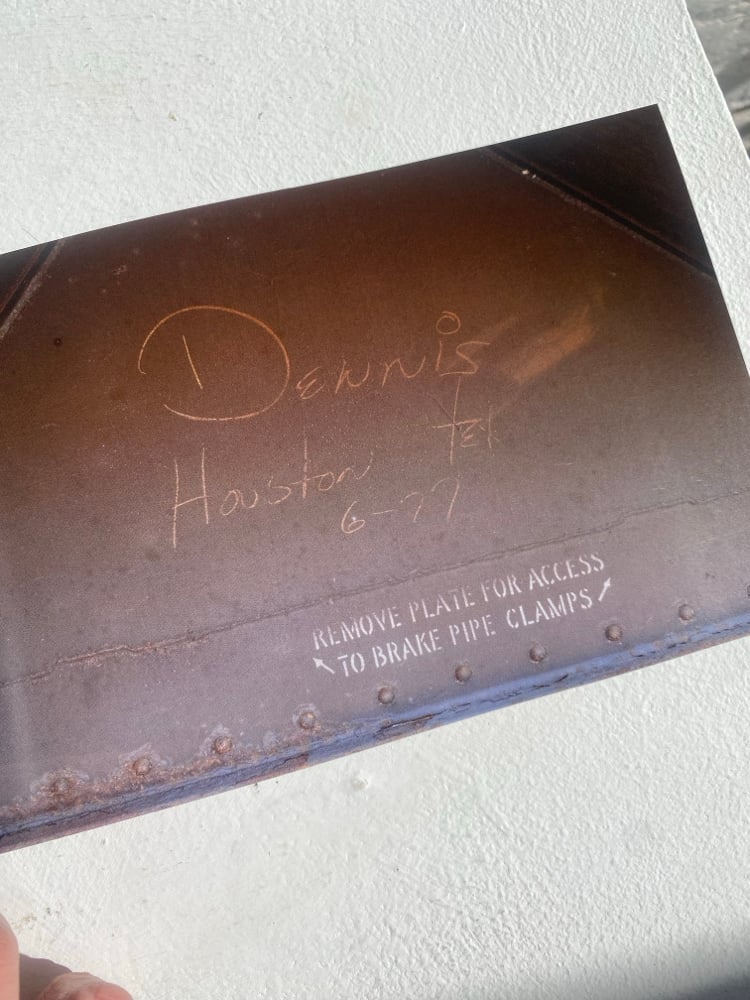 Dennis
Houston Tex
6-77
REMOVE PLATE FOR ACCESS
TO BRAKE PIPE CLAMPS